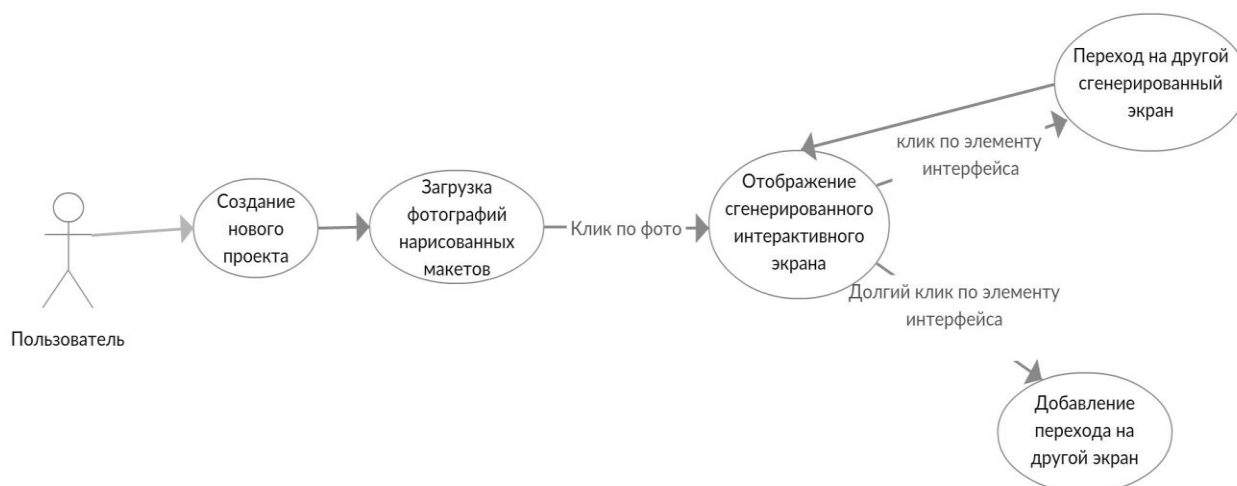 Пользователь
Создание
нового
проекта
Загрузка
фотографий
нарисованных
макетов
Клик по фото
Отображение
сгенерированного
интерактивного
экрана
клик по элементу
интерфейса
Переход на другой
сгенерированный
экран
Долгий клик по элементу
интерфейса
Добавление
перехода на
другой экран